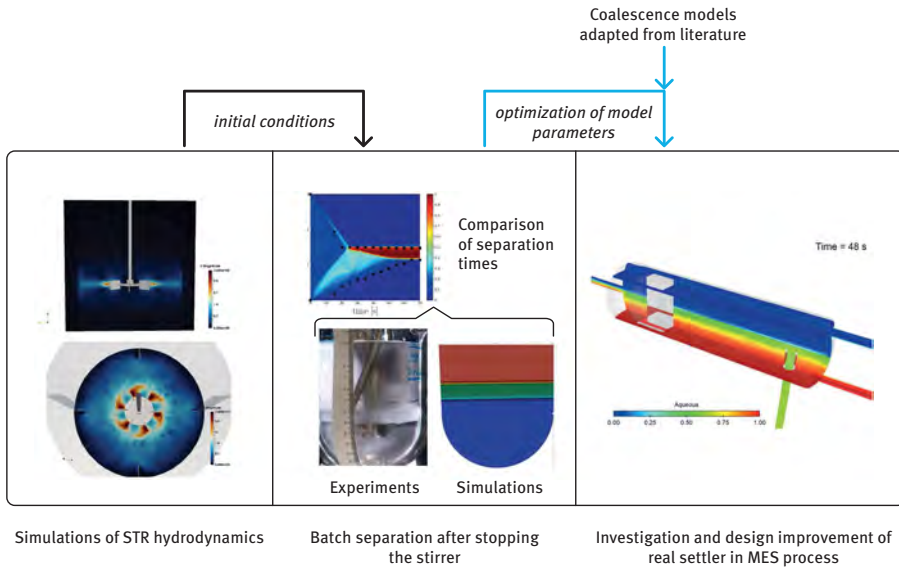 Coalescence models
adapted from literature
initial conditions
optimization of model
parameters
Comparison
of separation
times
Time = 48 s
Aqueous
0.00 0.25 0.50 0.75 1.00
Experiments
Simulations
Simulations of STR hydrodynamics
Batch separation after stopping
the stirrer
Investigation and design improvement of
real settler in MES process